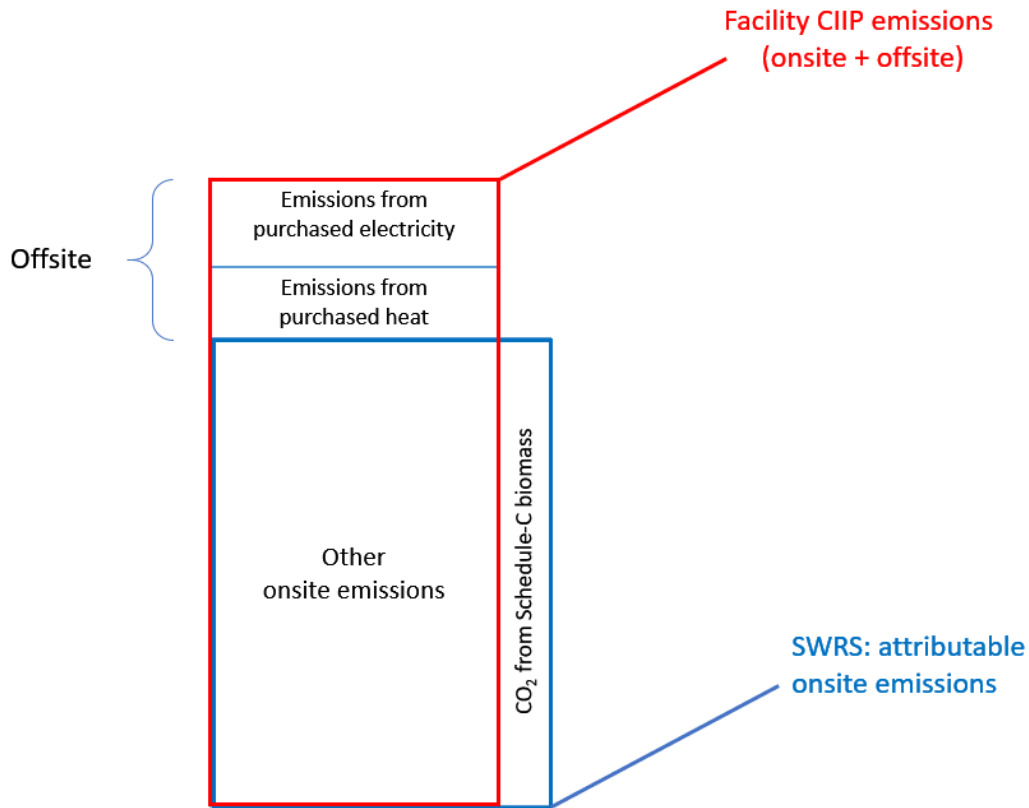 Facility CIIP emissions
(onsite + offsite)
Emissions from
purchased electricity
Offsite
Emissions from
purchased heat
Other
onsite emissions
CO₂ from Schedule-C biomass
SWRS: attributable
onsite emissions